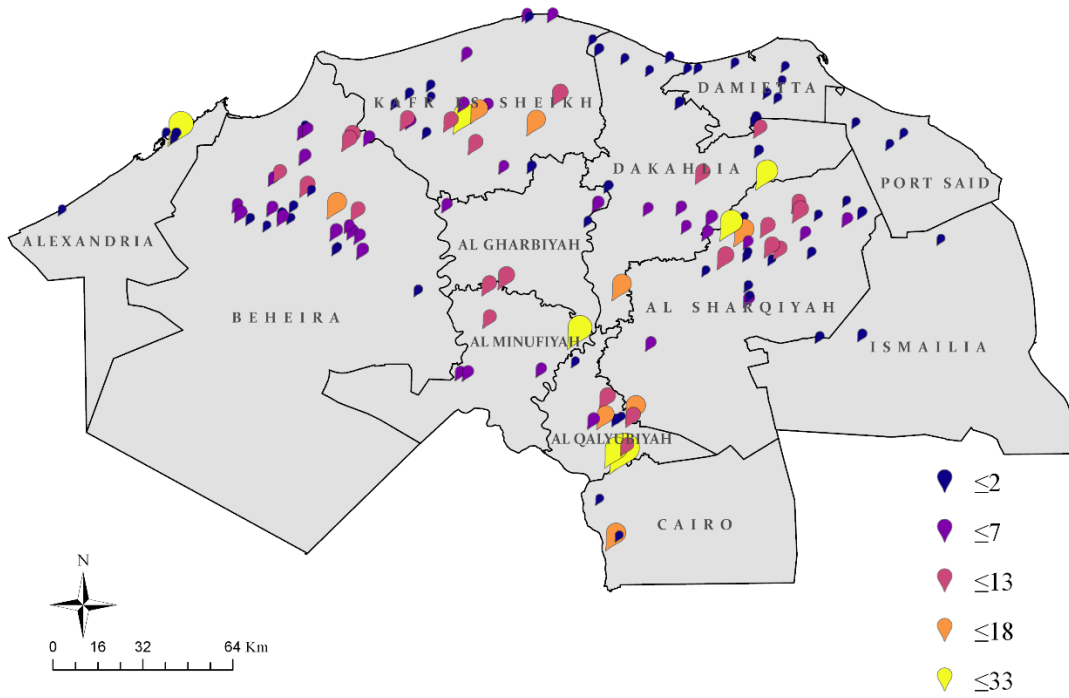 KAFR ES SHEIKH
DAMIETTA
DAKAHLIA
PORT SAID
ALEXANDRIA
AL GHARBIYAH
BEHEIRA
AL SHARQIYAH
AL MINUFIYAH
ISMAILIA
AL QALYUBIYAH
CAIRO
≤2
≤7
≤13
≤18
≤33
N
0 16 32 64 Km